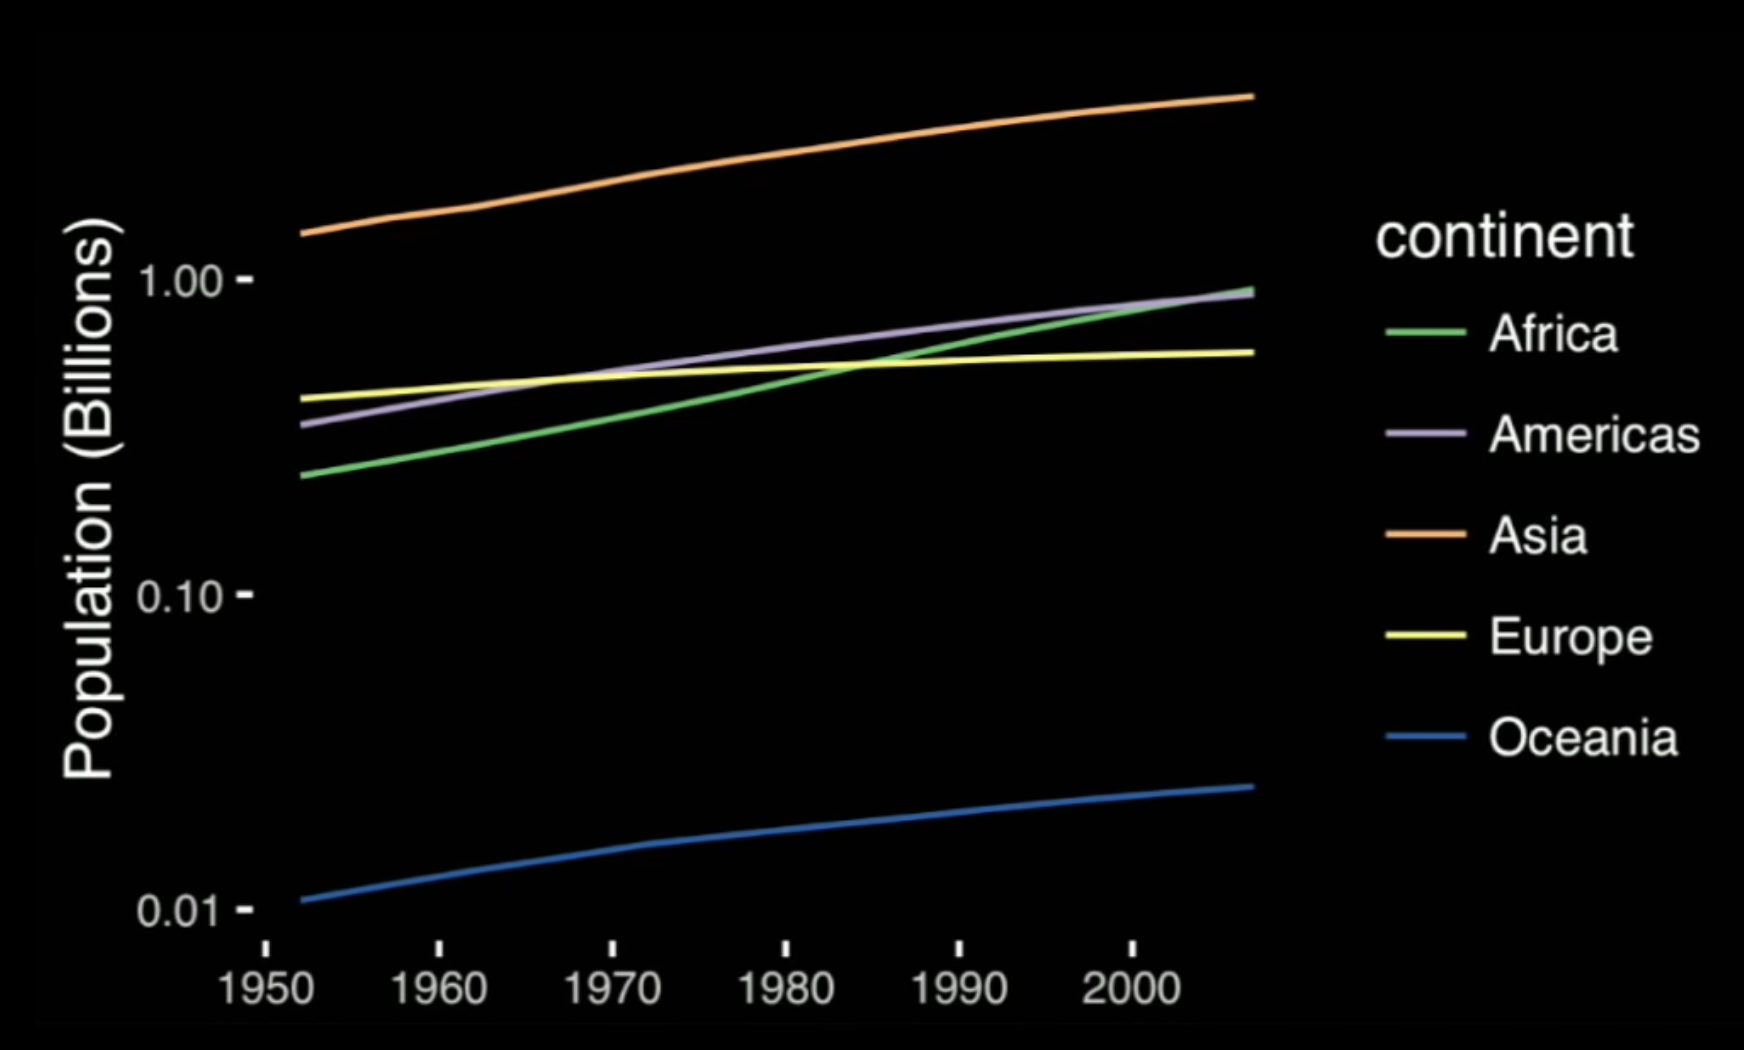 Population (Billions)
1.00
0.10
0.01
1950 1960 1970 1980 1990 2000
continent
Africa
Americas
Asia
Europe
Oceania